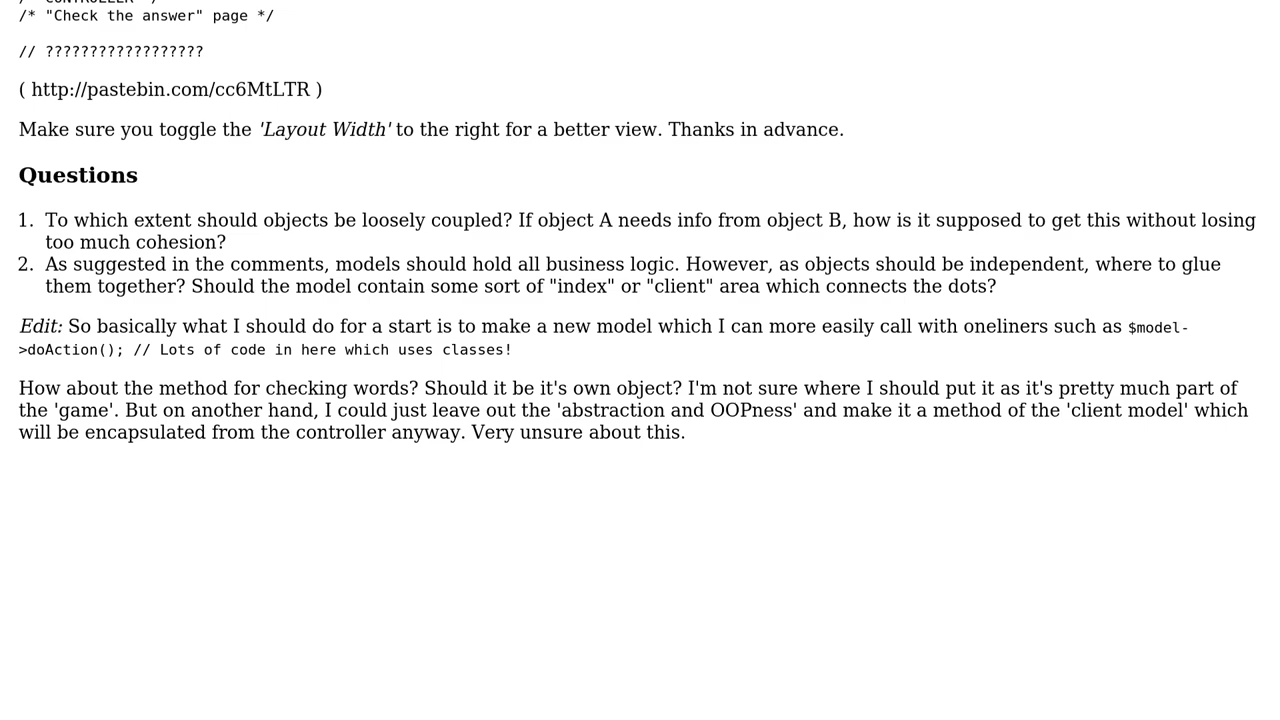 /* "Check the answer" page */
// ??????????????????
( http://pastebin.com/cc6MtLTR )
Make sure you toggle the 'Layout Width' to the right for a better view. Thanks in advance.
Questions
1. To which extent should objects be loosely coupled? If object A needs info from object B, how is it supposed to get this without losing
too much cohesion?
2. As suggested in the comments, models should hold all business logic. However, as objects should be independent, where to glue
them together? Should the model contain some sort of "index" or "client" area which connects the dots?
Edit: So basically what I should do for a start is to make a new model which I can more easily call with oneliners such as $model-
>doAction(); // Lots of code in here which uses classes!
How about the method for checking words? Should it be it's own object? I'm not sure where I should put it as it's pretty much part of
the 'game'. But on another hand, I could just leave out the 'abstraction and OOPness' and make it a method of the 'client model' which
will be encapsulated from the controller anyway. Very unsure about this.